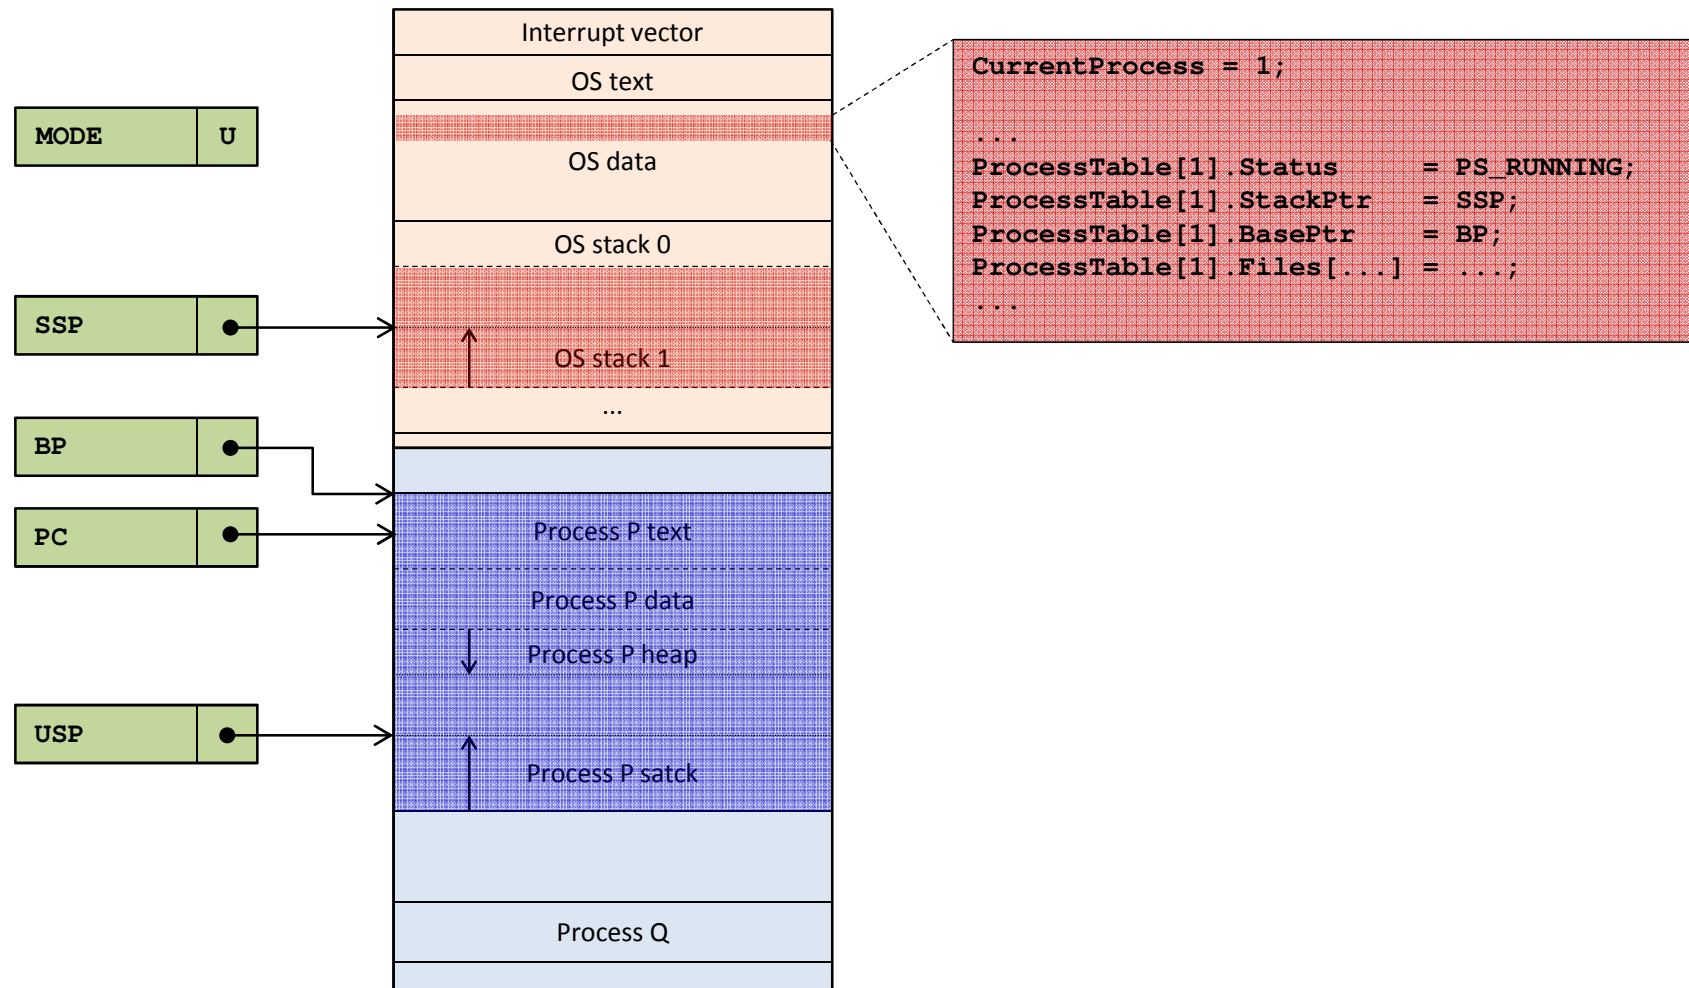 MODE U
SSP
BP
PC
USP
Interrupt vector
OS text
OS data
OS stack 0
OS stack 1
...
Process P text
Process P data
Process P heap
Process P satck
Process Q
CurrentProcess = 1;
...
ProcessTable[1].Status = PS_RUNNING;
ProcessTable[1].StackPtr = SSP;
ProcessTable[1].BasePtr = BP;
ProcessTable[1].Files[...] = ...;
...